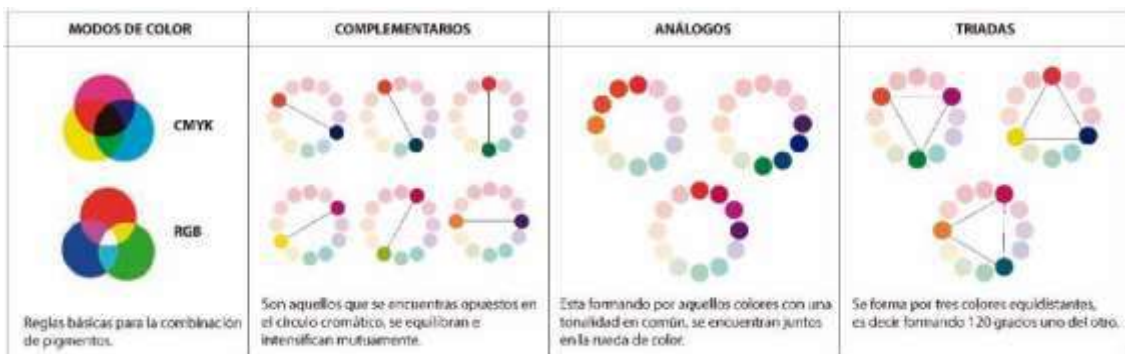 MODOS DE COLOR
CMYK
RGB
Reglas básicas para la combinación
de pigmentos.
COMPLEMENTARIOS
Son aquellos que se encuentras opuestos en
el círculo cromático, se equilibran e
intensifican mutuamente.
ANÁLOGOS
Esta formando por aquellos colores con una
tonalidad en común, se encuentran juntos
en la rueda de color.
TRIADAS
Se forma por tres colores equidistantes,
es decir formando 120 grados uno del otro.